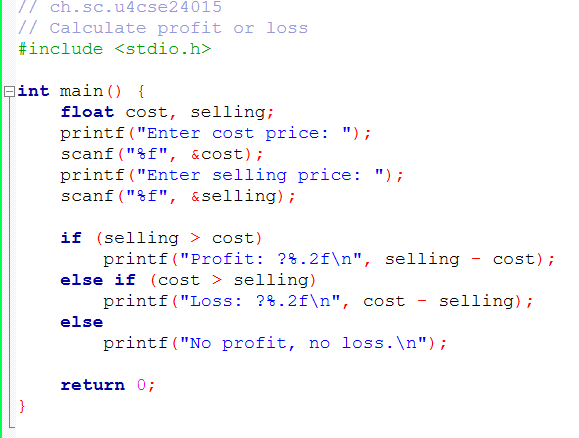 // ch.sc.u4cse24015
// Calculate profit or loss
#include <stdio.h>

int main() {
    float cost, selling;
    printf("Enter cost price: ");
    scanf("%f", &cost);
    printf("Enter selling price: ");
    scanf("%f", &selling);

    if (selling > cost)
        printf("Profit: ?%.2f\n", selling - cost);
    else if (cost > selling)
        printf("Loss: ?%.2f\n", cost - selling);
    else
        printf("No profit, no loss.\n");

    return 0;
}